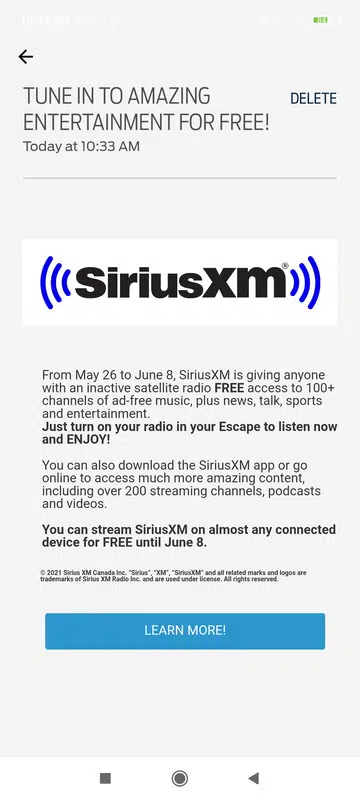 84
TUNE IN TO AMAZING
DELETE
ENTERTAINMENT FOR FREE!
Today at 10:33 AM
SiriusXM®
From May 26 to June 8, SiriusXM is giving anyone
with an inactive satellite radio FREE access to 100+
channels of ad-free music, plus news, talk, sports
and entertainment.
Just turn on your radio in your Escape to listen now
and ENJOY!
You can also download the SiriusXM app or go
online to access much more amazing content,
including over 200 streaming channels, podcasts
and videos.
You can stream SiriusXM on almost any connected
device for FREE until June 8.
© 2021 Sirius XM Canada Inc. "Sirius", "XM", "SiriusXM" and all related marks and logos are
trademarks of Sirius XM Radio Inc. and are used under license. All rights reserved.
LEARN MORE!